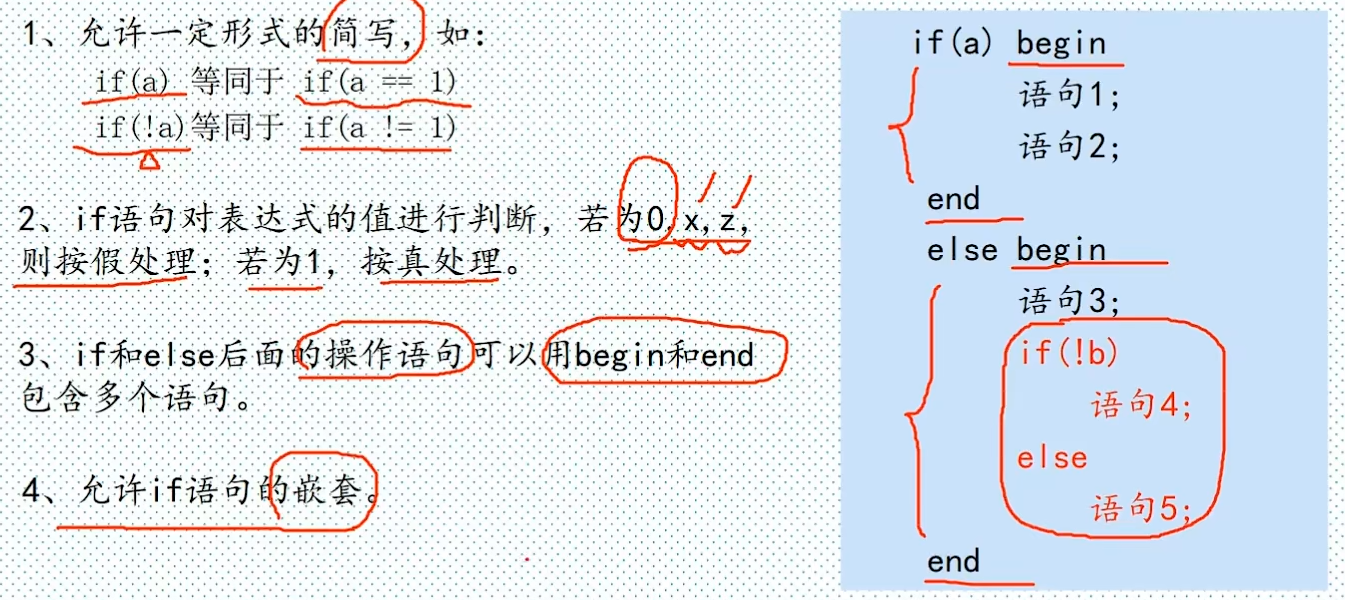 1、允许一定形式的简写，如：
if(a) 等同于 if(a == 1)
if(!a)等同于 if(a != 1)
2、if语句对表达式的值进行判断，若为0,x,z,
则按假处理；若为1，按真处理。
3、if和else后面的操作语句可以用begin和end
包含多个语句。
4、允许if语句的嵌套。
if(a) begin
语句1;
语句2;
end
else begin
语句3;
if(!b)
语句4;
else
语句5;
end